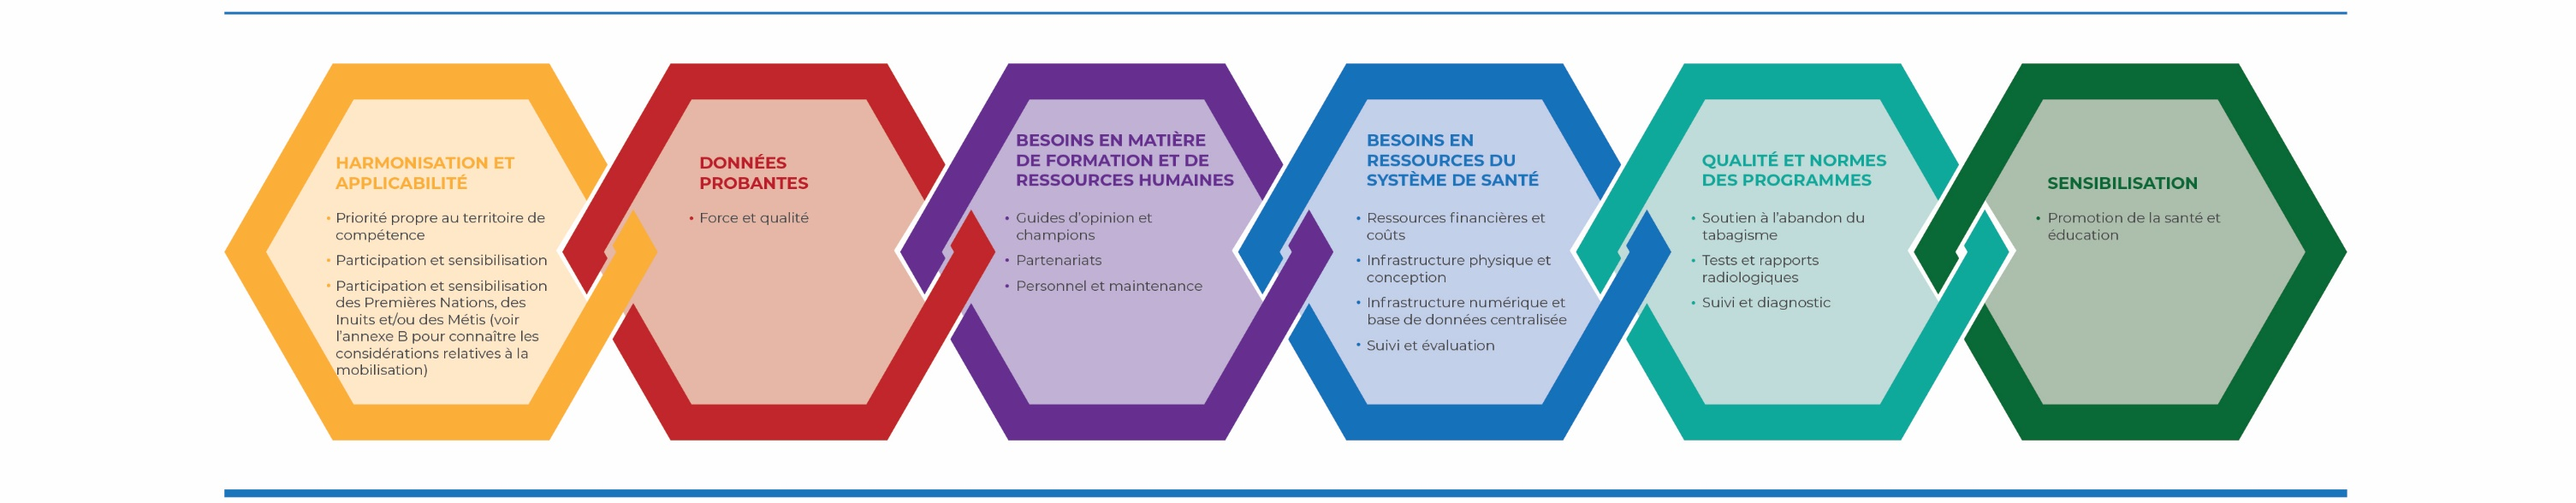 HARMONISATION ET
APPLICABILITÉ
• Priorité propre au territoire de
compétence
• Participation et sensibilisation
• Participation et sensibilisation
des Premières Nations, des
Inuits et/ou des Métis (voir
l’annexe B pour connaître les
considérations relatives à la
mobilisation)
DONNÉES
PROBANTES
• Force et qualité
BESOINS EN MATIÈRE
DE FORMATION ET DE
RESSOURCES HUMAINES
• Guides d’opinion et
champions
• Partenariats
• Personnel et maintenance
BESOINS EN
RESSOURCES DU
SYSTÈME DE SANTÉ
• Ressources financières et
coûts
• Infrastructure physique et
conception
• Infrastructure numérique et
base de données centralisée
• Suivi et évaluation
QUALITÉ ET NORMES
DES PROGRAMMES
• Soutien à l’abandon du
tabagisme
• Tests et rapports
radiologiques
• Suivi et diagnostic
SENSIBILISATION
• Promotion de la santé et
éducation